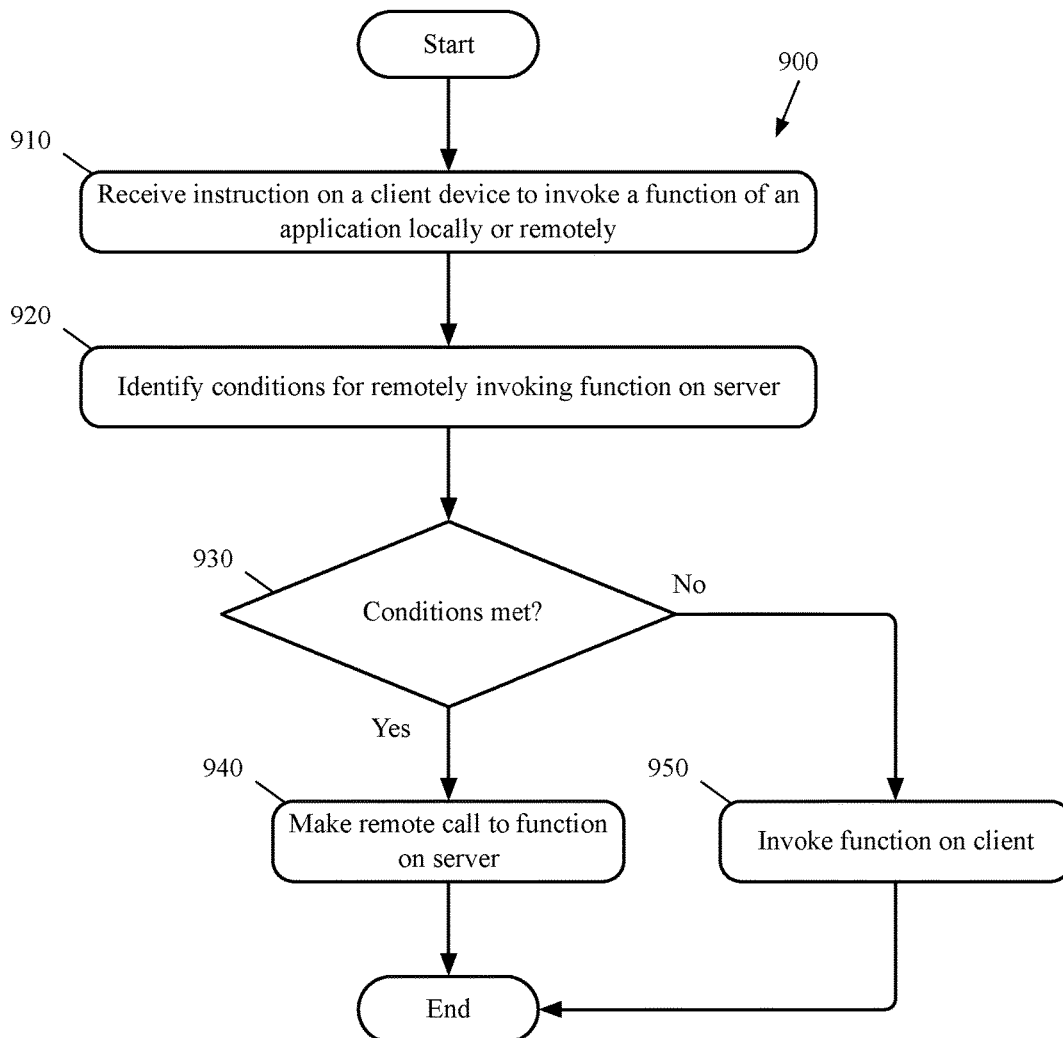 Start
900
910
Receive instruction on a client device to invoke a function of an
application locally or remotely
920
Identify conditions for remotely invoking function on server
930
Conditions met?
No
Yes
940
Make remote call to function
on server
950
Invoke function on client
End